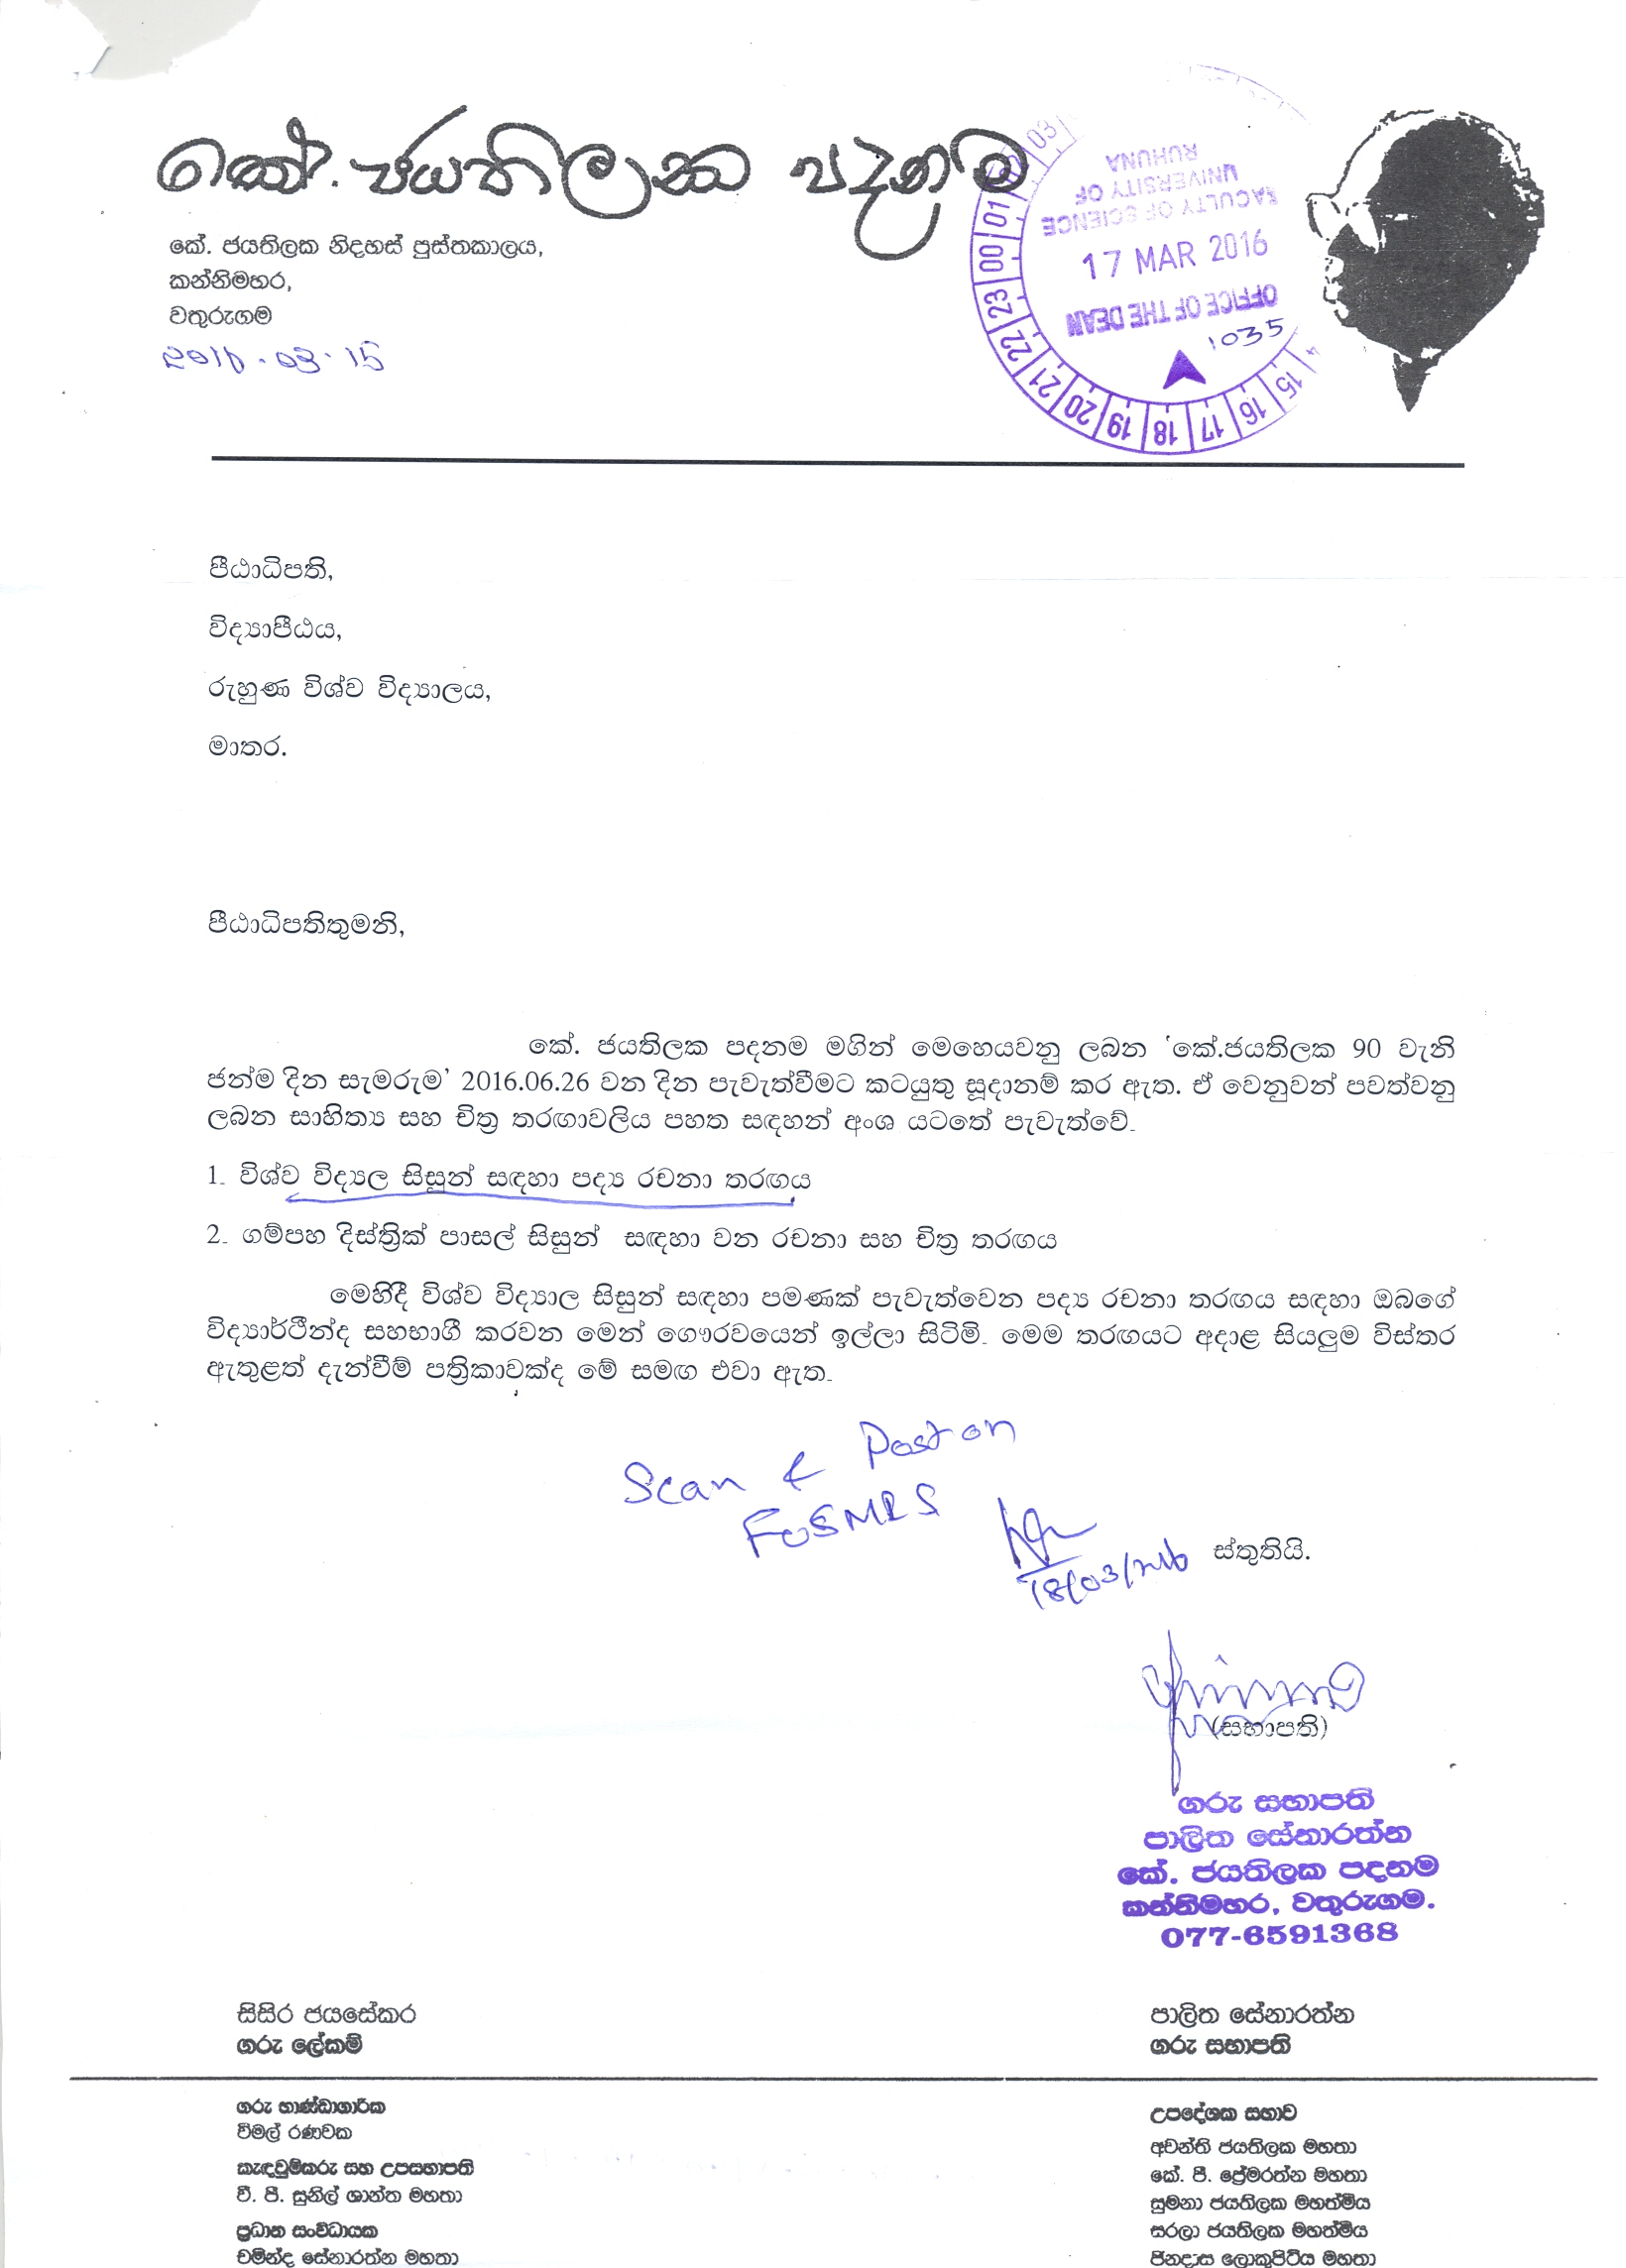 කේ. ජයතිලක පදනම
කේ. ජයතිලක නිදහස් පුස්තකාලය,
කන්නිමහර,
වතුරුගම
2016.03.15
FACULTY OF SCIENCE
UNIVERSITY OF
RUHUNA
17 MAR 2016
OFFICE OF THE DEAN
1035
00 01 03
15 16 17 18 19 20 21 22 23
පීඨාධිපති,
විද්‍යාපීඨය,
රුහුණ විශ්ව විද්‍යාලය,
මාතර.
පීඨාධිපතිතුමනි,
කේ. ජයතිලක පදනම මගින් මෙහෙයවනු ලබන 'කේ.ජයතිලක 90 වැනි
ජන්ම දින සැමරුම' 2016.06.26 වන දින පැවැත්වීමට කටයුතු සූදානම් කර ඇත. ඒ වෙනුවන් පවත්වනු
ලබන සාහිත්‍ය සහ චිත්‍ර තරඟාවලිය පහත සඳහන් අංශ යටතේ පැවැත්වේ.
1. විශ්ව විද්‍යල සිසුන් සඳහා පද්‍ය රචනා තරඟය
2. ගම්පහ දිස්ත්‍රික් පාසල් සිසුන් සඳහා වන රචනා සහ චිත්‍ර තරඟය
මෙහිදී විශ්ව විද්‍යාල සිසුන් සඳහා පමණක් පැවැත්වෙන පද්‍ය රචනා තරඟය සඳහා ඔබගේ
විද්‍යාර්ථීන්ද සහභාගී කරවන මෙන් ගෞරවයෙන් ඉල්ලා සිටිමි. මෙම තරඟයට අදාළ සියලුම විස්තර
ඇතුළත් දැන්වීම් පත්‍රිකාවක්ද මේ සමඟ එවා ඇත.
Scan & Post on
FOSMIS
18/03/2016
ස්තුතියි.
(සභාපති)
ගරු සභාපති
පාලිත සේනාරත්න
කේ. ජයතිලක පදනම
කන්නිමහර, වතුරුගම.
077-6591368
සිසිර ජයසේකර
ගරු ලේකම්
පාලිත සේනාරත්න
ගරු සභාපති
ගරු භාණ්ඩාගාරික
විමල් රණවක
කැඳවුම්කරු සහ උපසභාපති
වී. පී. සුනිල් ශාන්ත මහතා
ප්‍රධාන සංවිධායක
චමින්ද සේනාරත්න මහතා
උපදේශක සභාව
අවන්ති ජයතිලක මහතා
කේ. පී. ප්‍රේමරත්න මහතා
සුමනා ජයතිලක මහත්මිය
සරලා ජයතිලක මහත්මිය
ජිනදාස ලොකුපිටිය මහතා